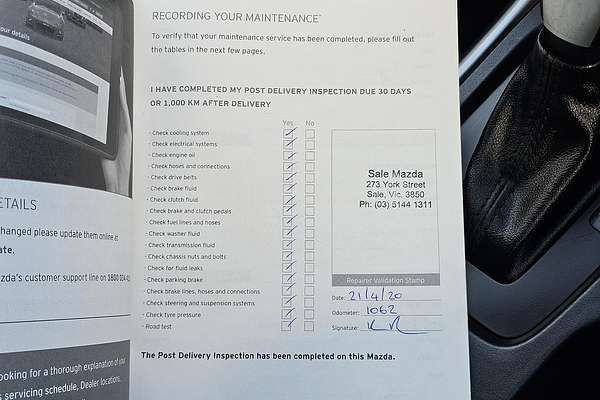 RECORDING YOUR MAINTENANCE*
To verify that your maintenance service has been completed, please fill out
the tables in the next few pages.
I HAVE COMPLETED MY POST DELIVERY INSPECTION DUE 30 DAYS
OR 1,000 KM AFTER DELIVERY
Yes No
- Check cooling system
- Check electrical systems
- Check engine oil
- Check hoses and connections
- Check drive belts
- Check brake fluid
- Check clutch fluid
- Check brake and clutch pedals
- Check fuel lines and hoses
- Check washer fluid
- Check transmission fluid
- Check chassis nuts and bolts
- Check for fluid leaks
- Check parking brake
- Check brake lines, hoses and connections
- Check steering and suspension systems
- Check tyre pressure
- Road test
Sale Mazda
273 York Street
Sale, Vic. 3850
Ph: (03) 5144 1311
Repairer Validation Stamp
Date: 21/4/20
Odometer: 1062
Signature:
The Post Delivery Inspection has been completed on this Mazda.
our details
ETAILS
hanged please update them online at
ate.
azda's customer support line on 1800 034 41
ooking for a thorough explanation of your
s servicing schedule, Dealer locations,